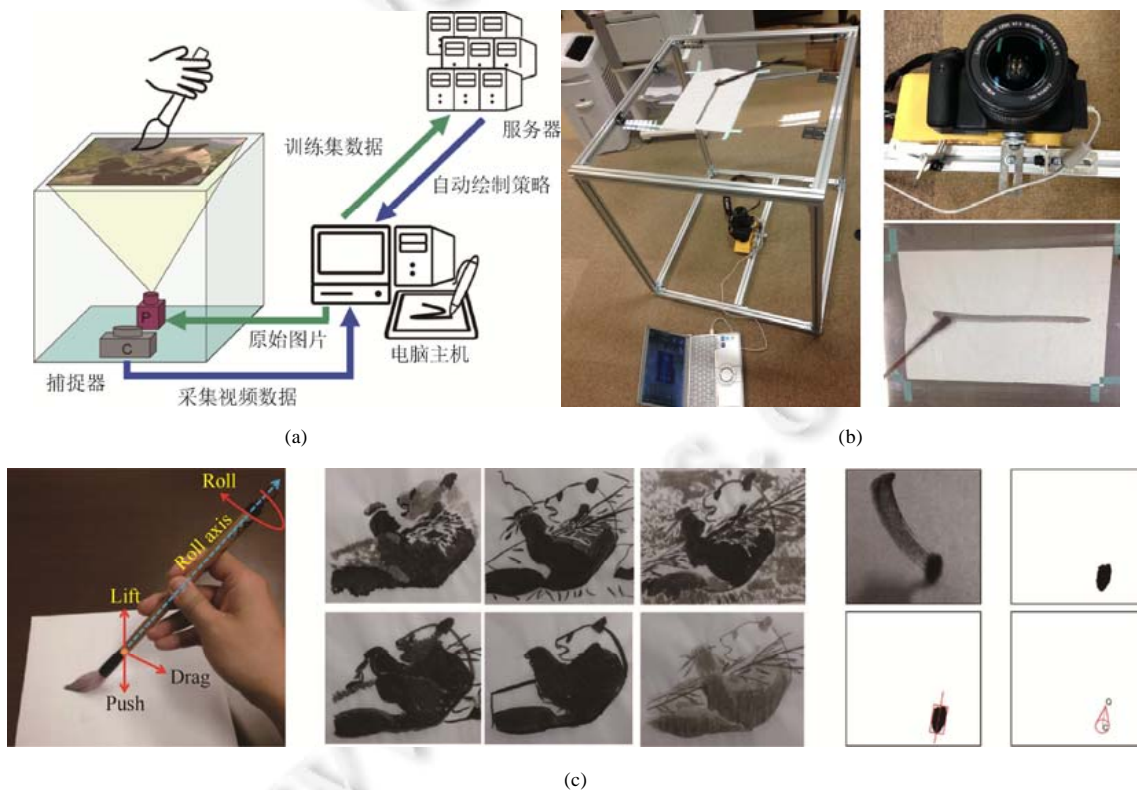 服务器
训练集数据
自动绘制策略
P
C
原始图片
电脑主机
捕捉器
采集视频数据
(a)
(b)
Roll
Roll axis
Lift
Drag
Push
(c)